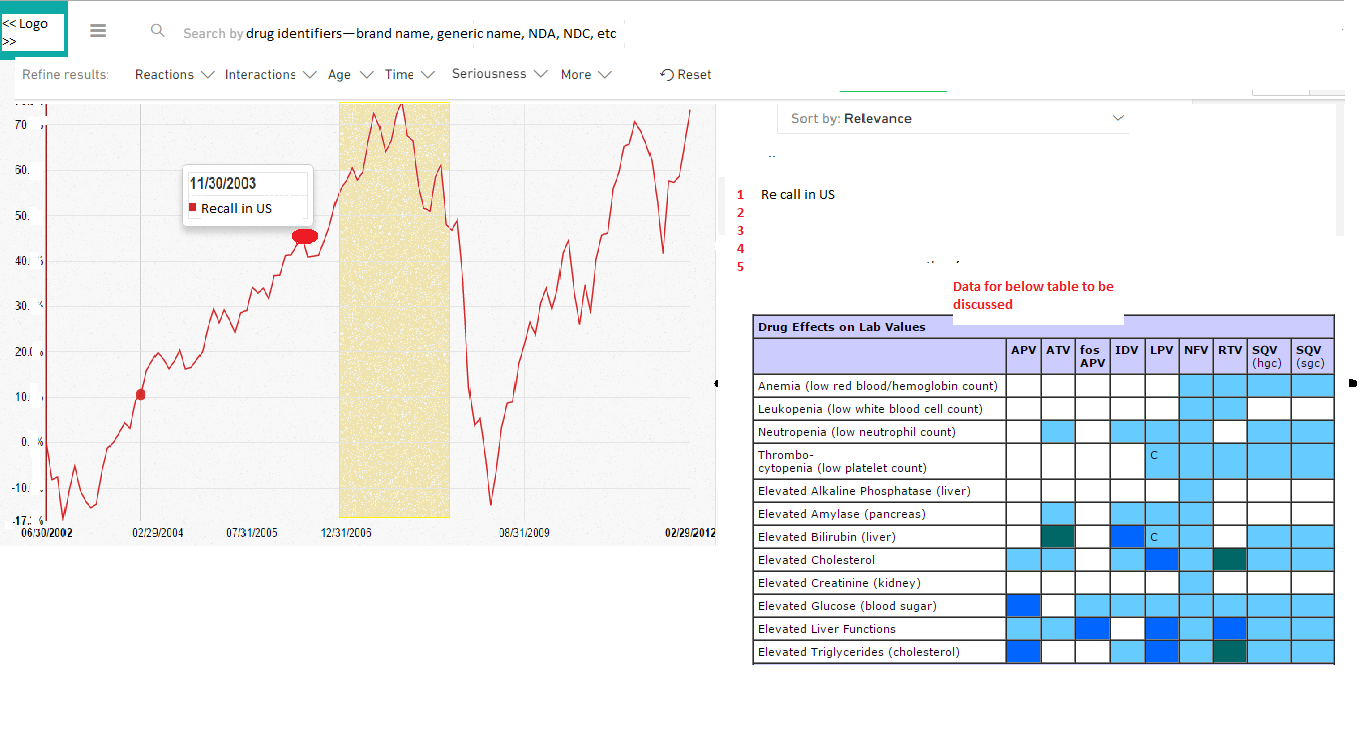 << Logo
>>
Search by drug identifiers—brand name, generic name, NDA, NDC, etc
Refine results:
Reactions
Interactions
Age
Time
Seriousness
More
Reset
70.
60.
50.
40.
30.
20.
10.
0. %
-10.
-17. %
11/30/2003
Recall in US
06/30/2002
02/29/2004
07/31/2005
12/31/2006
08/31/2009
02/29/2012
Sort by: Relevance
1 Re call in US
2
3
4
5
Data for below table to be
discussed
Drug Effects on Lab Values
APV ATV fos APV IDV LPV NFV RTV SQV (hgc) SQV (sgc)
Anemia (low red blood/hemoglobin count)
Leukopenia (low white blood cell count)
Neutropenia (low neutrophil count)
Thrombo-
cytopenia (low platelet count) C
Elevated Alkaline Phosphatase (liver)
Elevated Amylase (pancreas)
Elevated Bilirubin (liver) C
Elevated Cholesterol
Elevated Creatinine (kidney)
Elevated Glucose (blood sugar)
Elevated Liver Functions
Elevated Triglycerides (cholesterol)